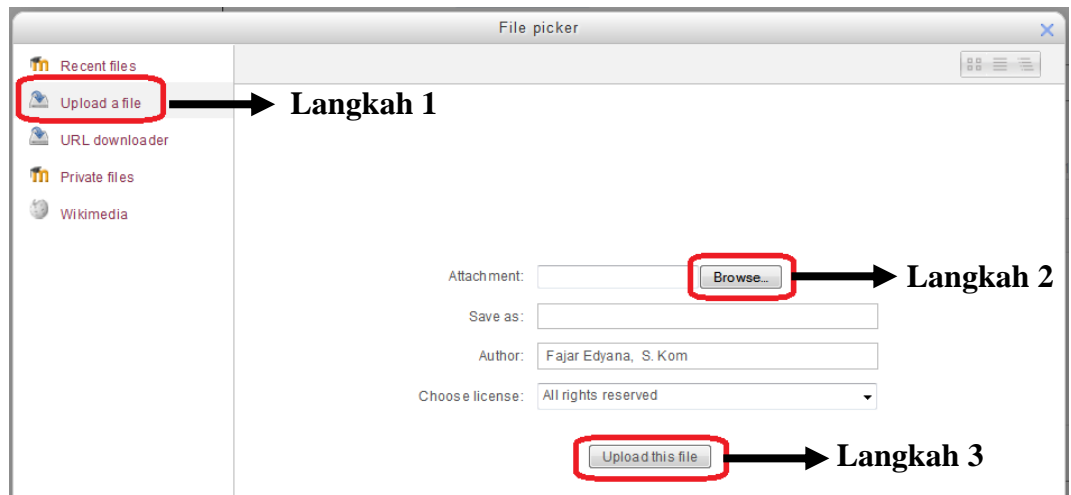 File picker
Recent files
Upload a file
Langkah 1
URL downloader
Private files
Wikimedia
Attachment:
Browse...
Langkah 2
Save as:
Author:
Fajar Edyana, S. Kom
Choose license:
All rights reserved
Upload this file
Langkah 3